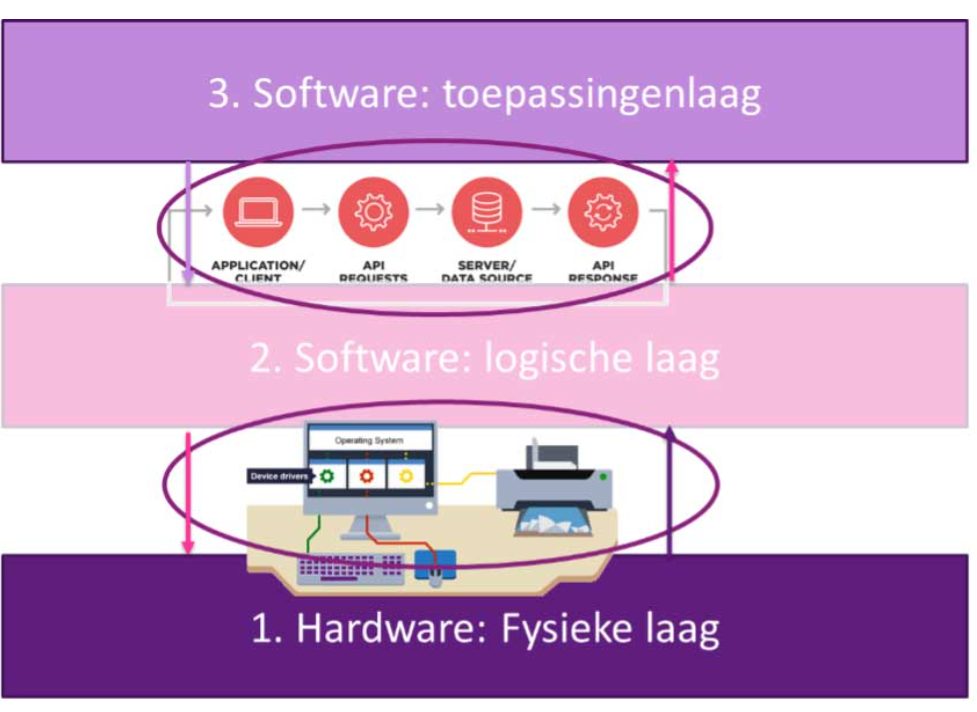 3. Software: toepassingenlaag
APPLICATION/
CLIENT
API
REQUESTS
SERVER/
DATA SOURCE
API
RESPONSE
2. Software: logische laag
Operating System
Device drivers
1. Hardware: Fysieke laag